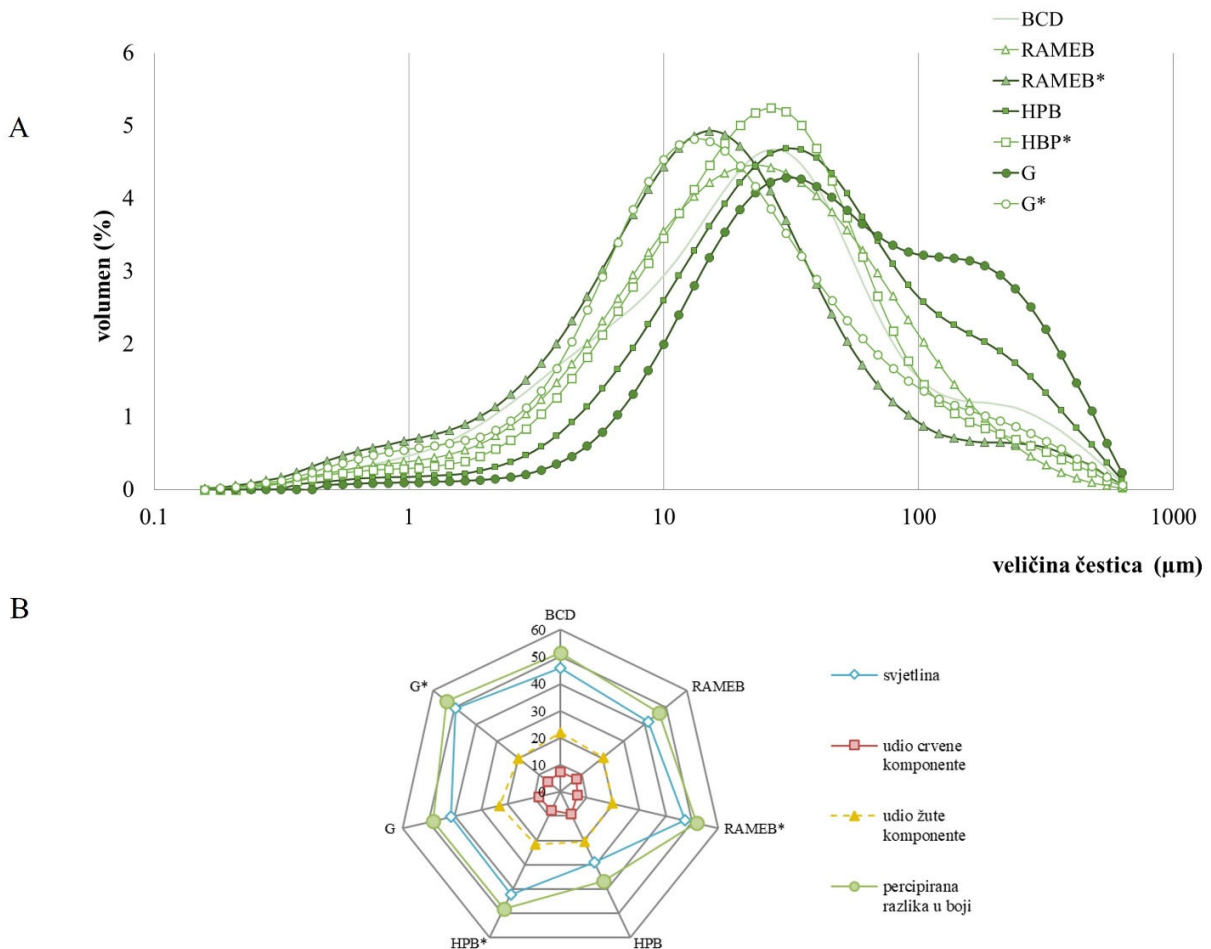 A
BCD
RAMEB
RAMEB*
HPB
HBP*
G
G*
volumen (%)
6
5
4
3
2
1
0
0.1
1
10
100
1000
veličina čestica (µm)
B
BCD
RAMEB
RAMEB*
HPB
HPB*
G
G*
60
50
40
30
20
10
0
svjetlina
udio crvene
komponente
udio žute
komponente
percipirana
razlika u boji